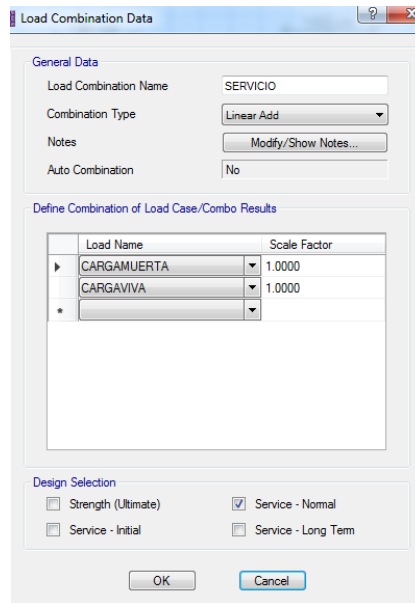 Load Combination Data
General Data
Load Combination Name SERVICIO
Combination Type Linear Add
Notes Modify/Show Notes...
Auto Combination No
Define Combination of Load Case/Combo Results
Load Name Scale Factor
CARGAMUERTA 1.0000
CARGAVIVA 1.0000
*
Design Selection
Strength (Ultimate) Service - Normal
Service - Initial Service - Long Term
OK Cancel